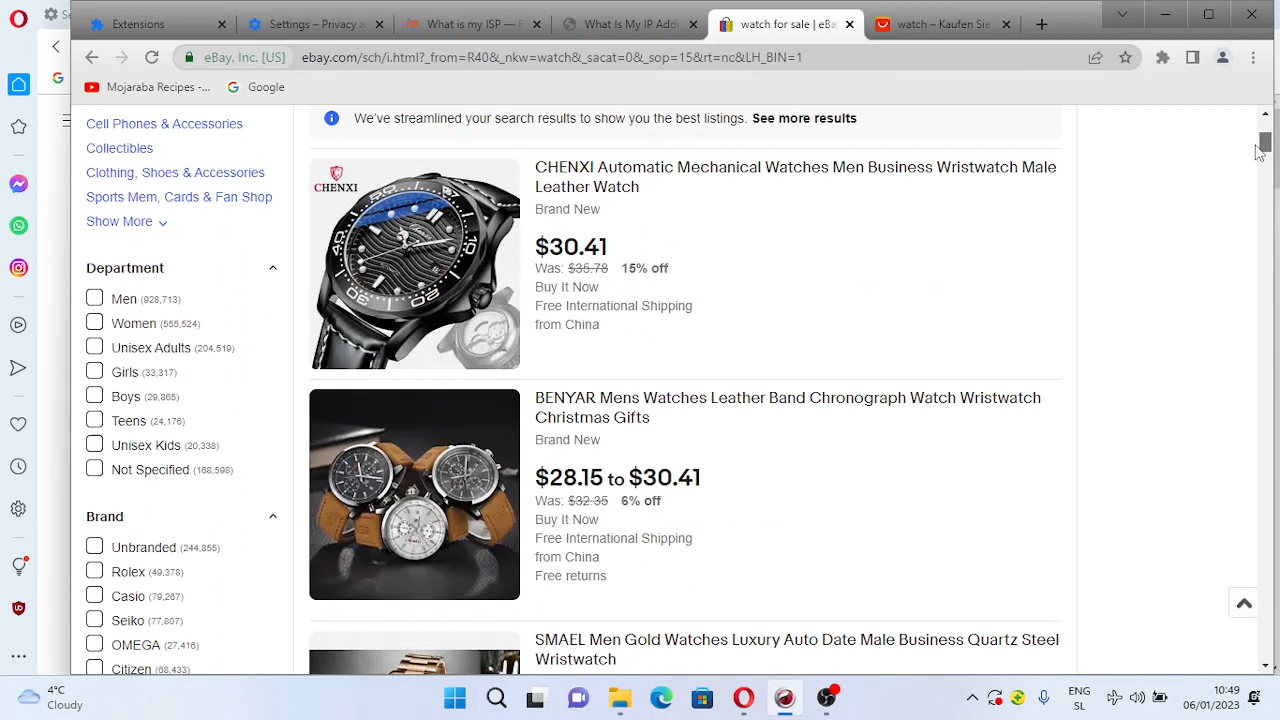 Se
Extensions
Settings – Privacy a
What is my ISP — F
What Is My IP Add
watch for sale | eBa
watch – Kaufen Sie
eBay, Inc. [US]
ebay.com/sch/i.html?_from=R40&_nkw=watch&_sacat=0&_sop=15&rt=nc&LH_BIN=1
Mojaraba Recipes -...
Google
Cell Phones & Accessories
Collectibles
Clothing, Shoes & Accessories
Sports Mem, Cards & Fan Shop
Show More
Department
Men (928,713)
Women (555,524)
Unisex Adults (204,519)
Girls (33,317)
Boys (29,865)
Teens (24,176)
Unisex Kids (20,338)
Not Specified (168,598)
Brand
Unbranded (244,855)
Rolex (49,378)
Casio (79,267)
Seiko (77,807)
OMEGA (27,416)
Citizen (68,433)
We've streamlined your search results to show you the best listings. See more results
CHENXI
CHENXI Automatic Mechanical Watches Men Business Wristwatch Male
Leather Watch
Brand New
$30.41
Was: $35.78 15% off
Buy It Now
Free International Shipping
from China
BENYAR Mens Watches Leather Band Chronograph Watch Wristwatch
Christmas Gifts
Brand New
$28.15 to $30.41
Was: $32.35 6% off
Buy It Now
Free International Shipping
from China
Free returns
SMAEL Men Gold Watches Luxury Auto Date Male Business Quartz Steel
Wristwatch
4°C
Cloudy
ENG
SL
10:49
06/01/2023